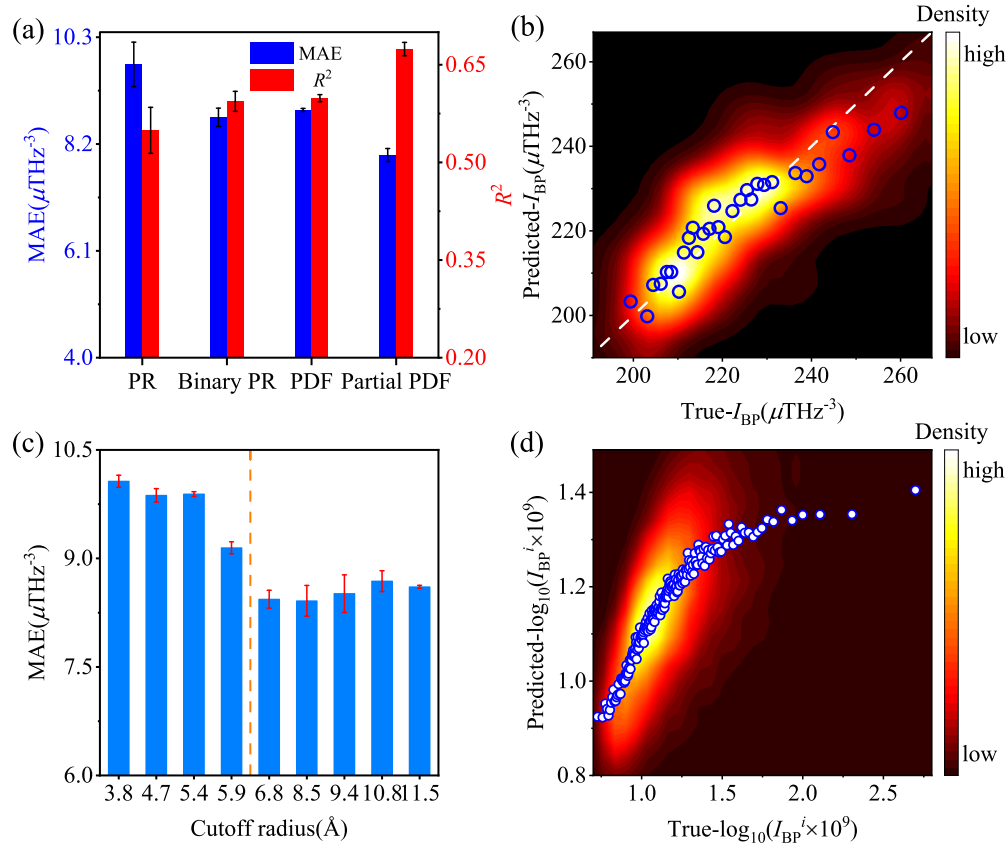 (a)
10.3
8.2
6.1
4.0
MAE(μTHz⁻³)
MAE
R²
0.65
0.50
0.35
0.20
R²
PR Binary PR PDF Partial PDF
(b)
260
240
220
200
Predicted-I_BP(μTHz⁻³)
200 220 240 260
True-I_BP(μTHz⁻³)
Density
high
low
(c)
10.5
9.0
7.5
6.0
MAE(μTHz⁻³)
3.8 4.7 5.4 5.9 6.8 8.5 9.4 10.8 11.5
Cutoff radius(Å)
(d)
1.4
1.2
1.0
0.8
Predicted-log₁₀(I_BP^i×10⁹)
1.0 1.5 2.0 2.5
True-log₁₀(I_BP^i×10⁹)
Density
high
low